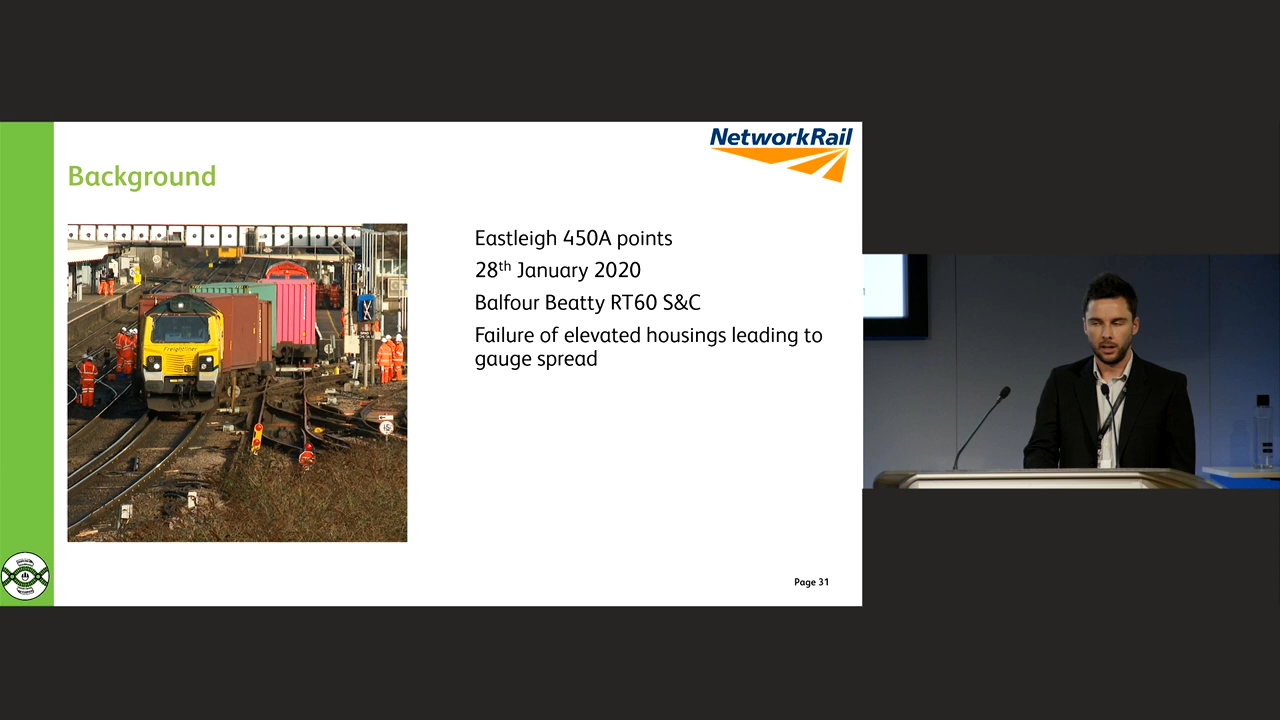 NetworkRail
Background
Eastleigh 450A points
28th January 2020
Balfour Beatty RT60 S&C
Failure of elevated housings leading to
gauge spread
Freightliner
Page 31